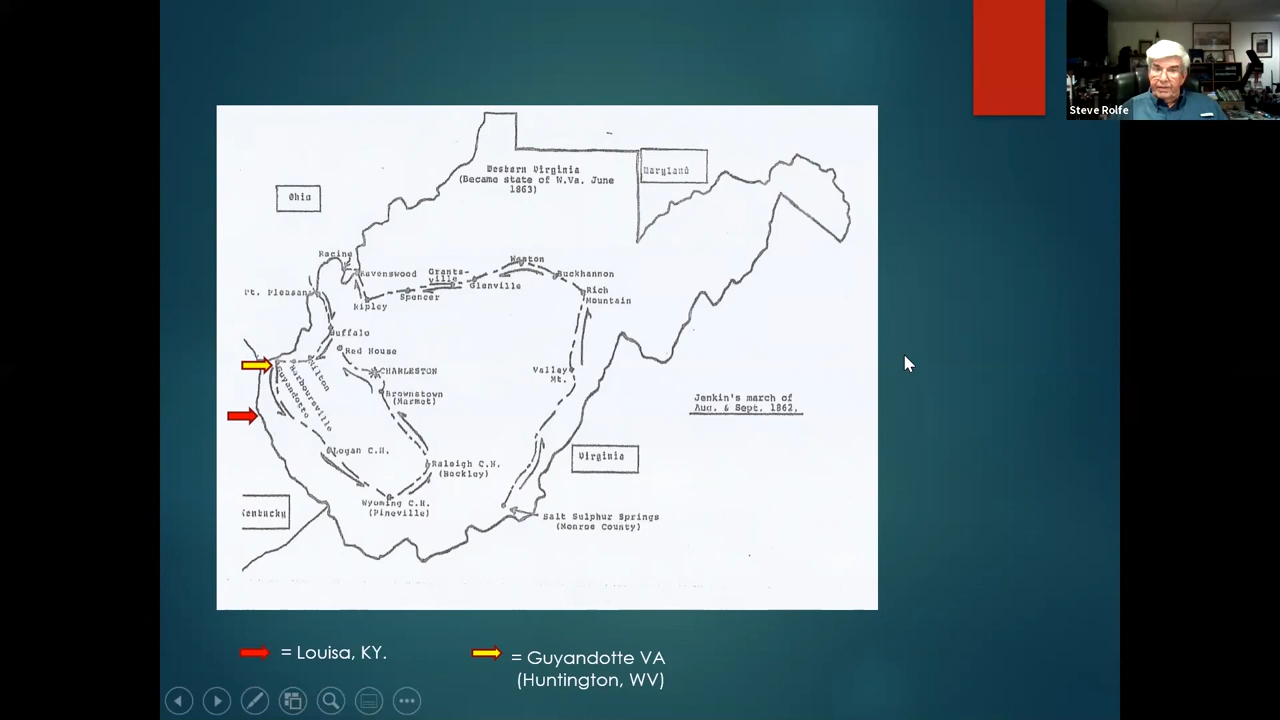 Steve Rolfe
Western Virginia
(Became state of W.Va. June
1863)
Maryland
Ohio
Racine
Ravenswood
Grants-
ville
Weston
Buckhannon
Glenville
Pt. Pleasant
Spencer
Rich
Mountain
Ripley
Buffalo
Red House
Milton
Barboursville
Guyandotte
CHARLESTON
Valley
Mt.
Brownstown
(Marmet)
Jenkin's march of
Aug. & Sept. 1862.
Logan C.H.
Raleigh C.H.
(Beckley)
Virginia
Wyoming C.H.
(Pineville)
Kentucky
Salt Sulphur Springs
(Monroe County)
= Louisa, KY.
= Guyandotte VA
(Huntington, WV)